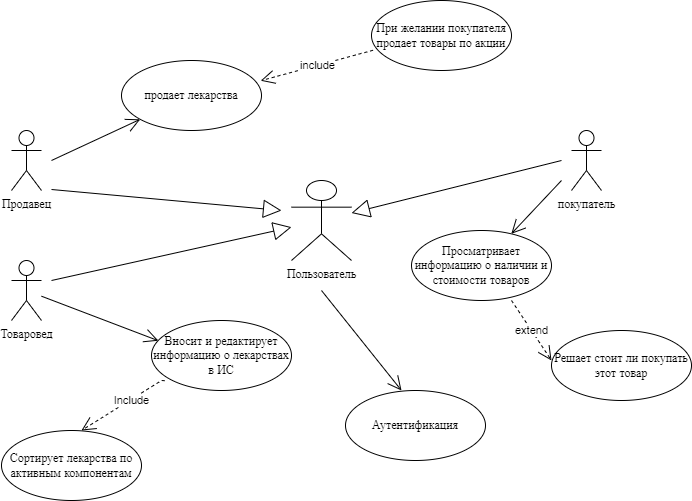 При желании покупателя
продает товары по акции
include
продает лекарства
Продавец
покупатель
Просматривает
информацию о наличии и
стоимости товаров
Пользователь
Товаровед
extend
Вносит и редактирует
информацию о лекарствах
в ИС
Решает стоит ли покупать
этот товар
Include
Аутентификация
Сортирует лекарства по
активным компонентам